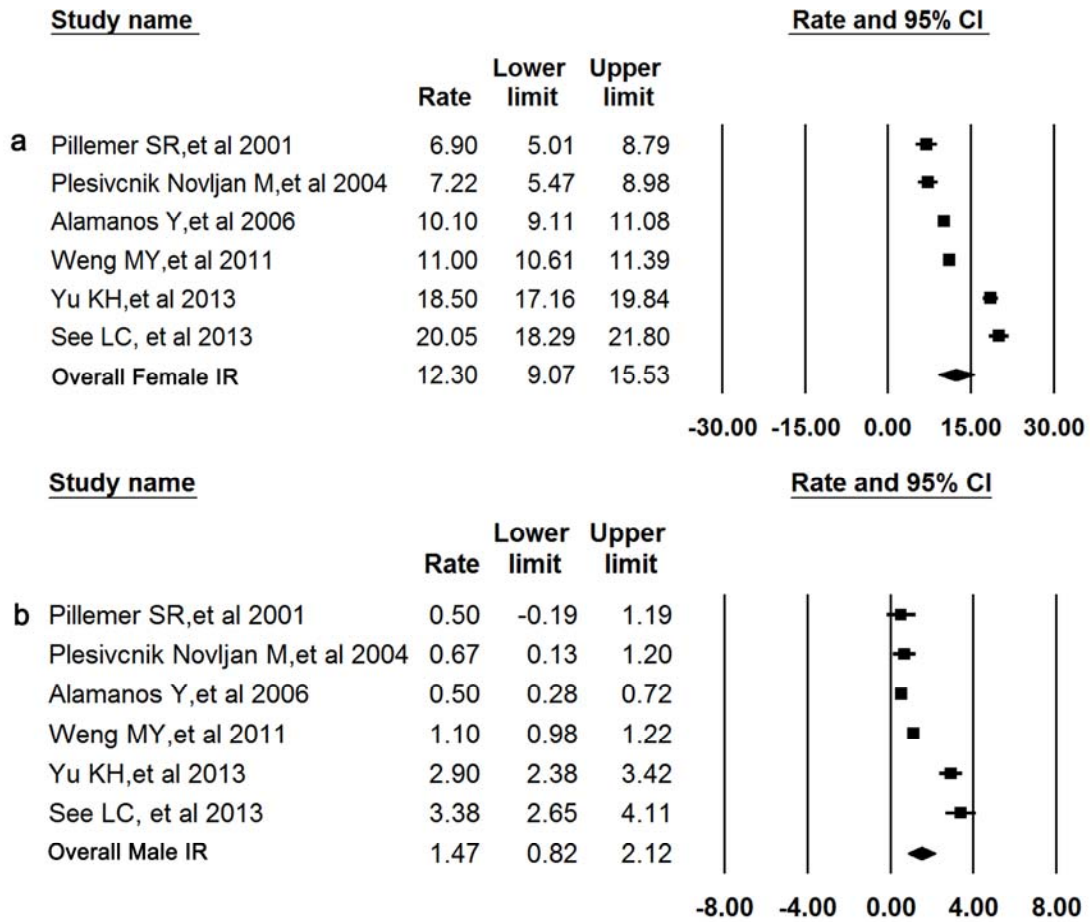 Study name Rate and 95% CI
Lower Upper
Rate limit limit
a Pillemer SR,et al 2001 6.90 5.01 8.79
Plesivcnik Novljan M,et al 2004 7.22 5.47 8.98
Alamanos Y,et al 2006 10.10 9.11 11.08
Weng MY,et al 2011 11.00 10.61 11.39
Yu KH,et al 2013 18.50 17.16 19.84
See LC, et al 2013 20.05 18.29 21.80
Overall Female IR 12.30 9.07 15.53
-30.00 -15.00 0.00 15.00 30.00
Study name Rate and 95% CI
Lower Upper
Rate limit limit
b Pillemer SR,et al 2001 0.50 -0.19 1.19
Plesivcnik Novljan M,et al 2004 0.67 0.13 1.20
Alamanos Y,et al 2006 0.50 0.28 0.72
Weng MY,et al 2011 1.10 0.98 1.22
Yu KH,et al 2013 2.90 2.38 3.42
See LC, et al 2013 3.38 2.65 4.11
Overall Male IR 1.47 0.82 2.12
-8.00 -4.00 0.00 4.00 8.00